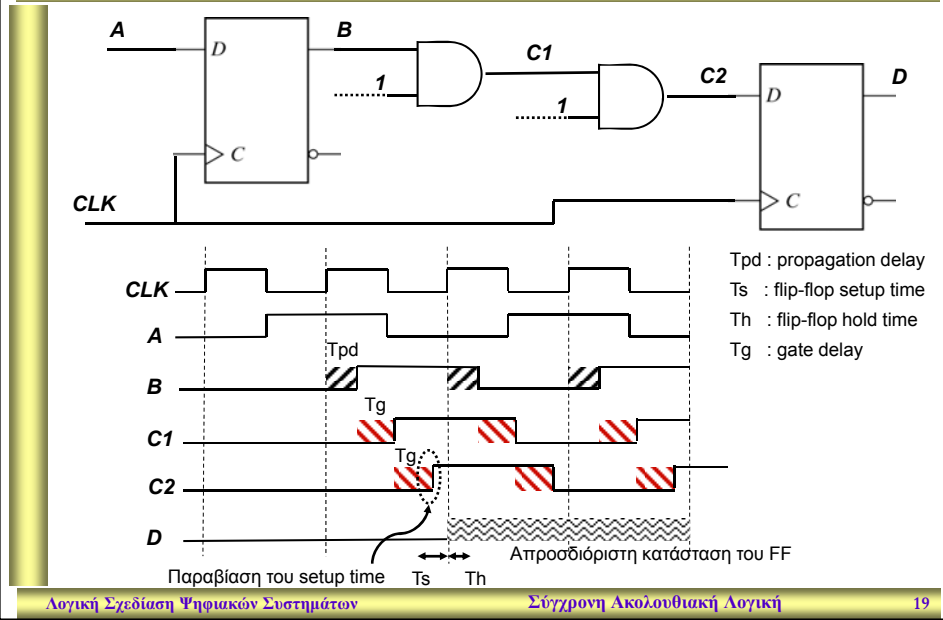 A
B
C1
C2
D
D
1
1
D
C
C
CLK
CLK
A
Tpd
B
Tg
C1
Tg
C2
D
Tpd : propagation delay
Ts : flip-flop setup time
Th : flip-flop hold time
Tg : gate delay
Απροσδιόριστη κατάσταση του FF
Παραβίαση του setup time
Ts
Th
Λογική Σχεδίαση Ψηφιακών Συστημάτων
Σύγχρονη Ακολουθιακή Λογική
19